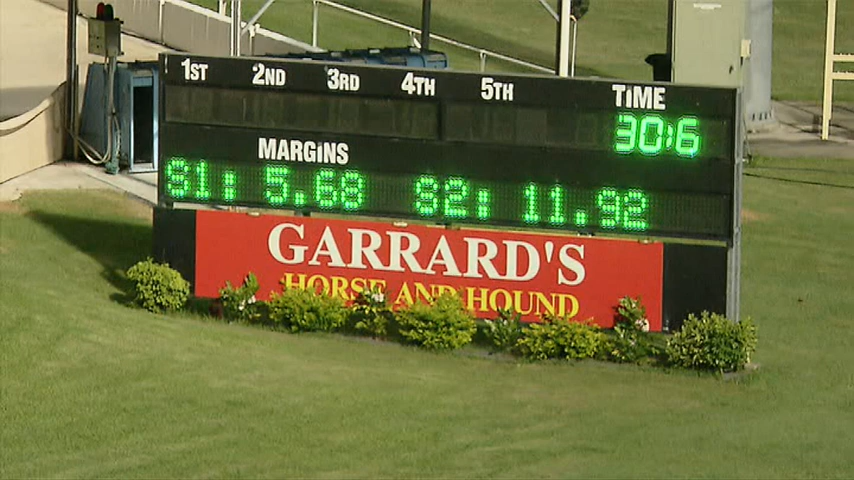 1ST 2ND 3RD 4TH 5TH TIME
30:6
MARGINS
S1: 5.68 S2: 11.92
GARRARD'S
HORSE AND HOUND